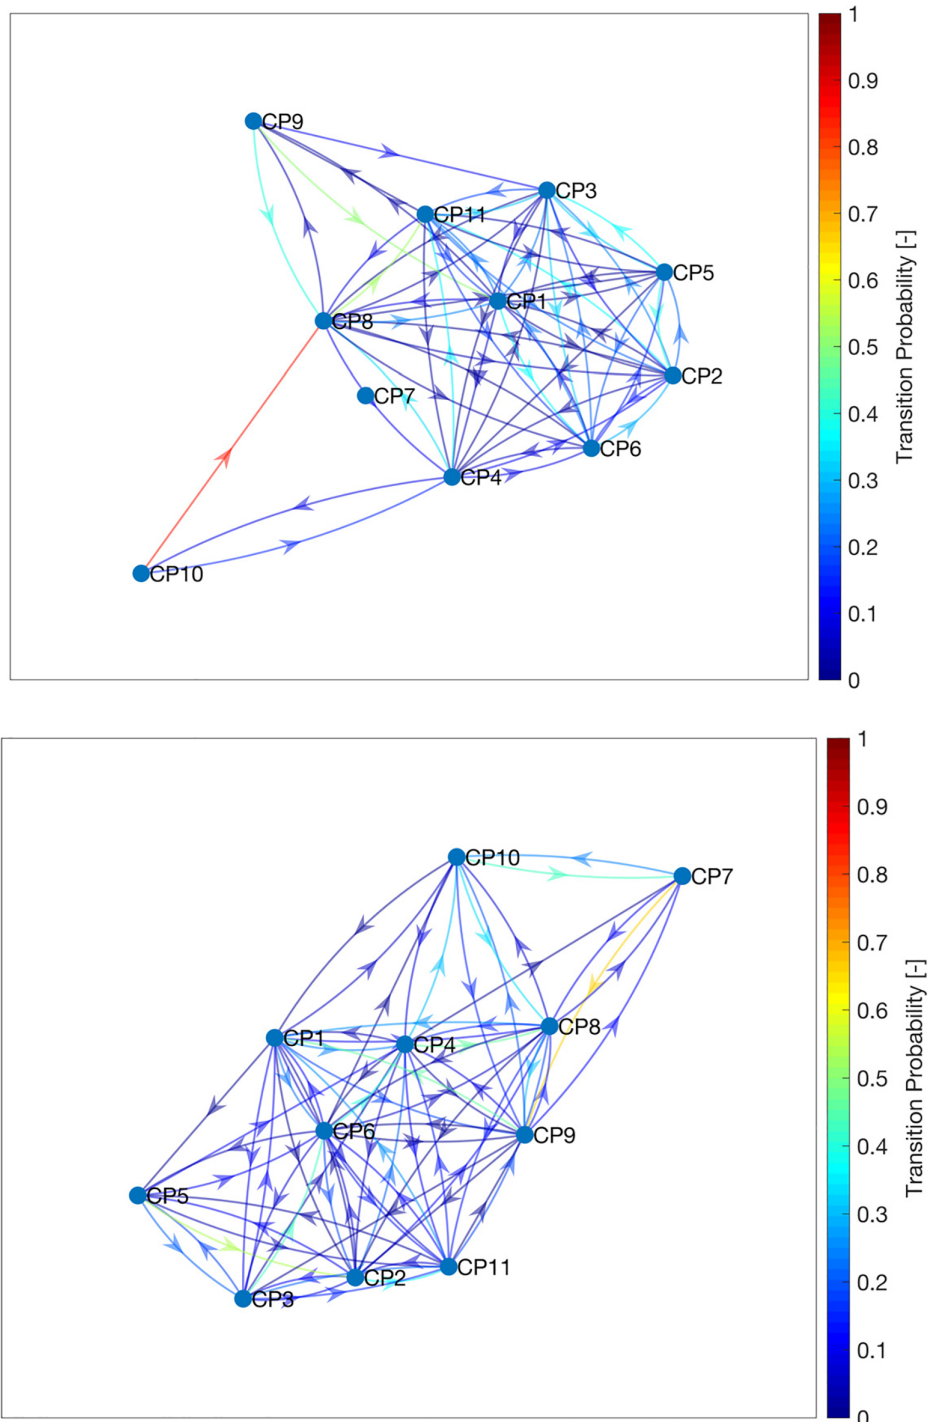 1
0.9
0.8
0.7
0.6
0.5
0.4
0.3
0.2
0.1
0
Transition Probability [-]
CP9
CP3
CP11
CP5
CP1
CP8
CP2
CP7
CP6
CP4
CP10
1
0.9
0.8
0.7
0.6
0.5
0.4
0.3
0.2
0.1
0
Transition Probability [-]
CP10
CP7
CP8
CP1
CP4
CP6
CP9
CP5
CP11
CP2
CP3